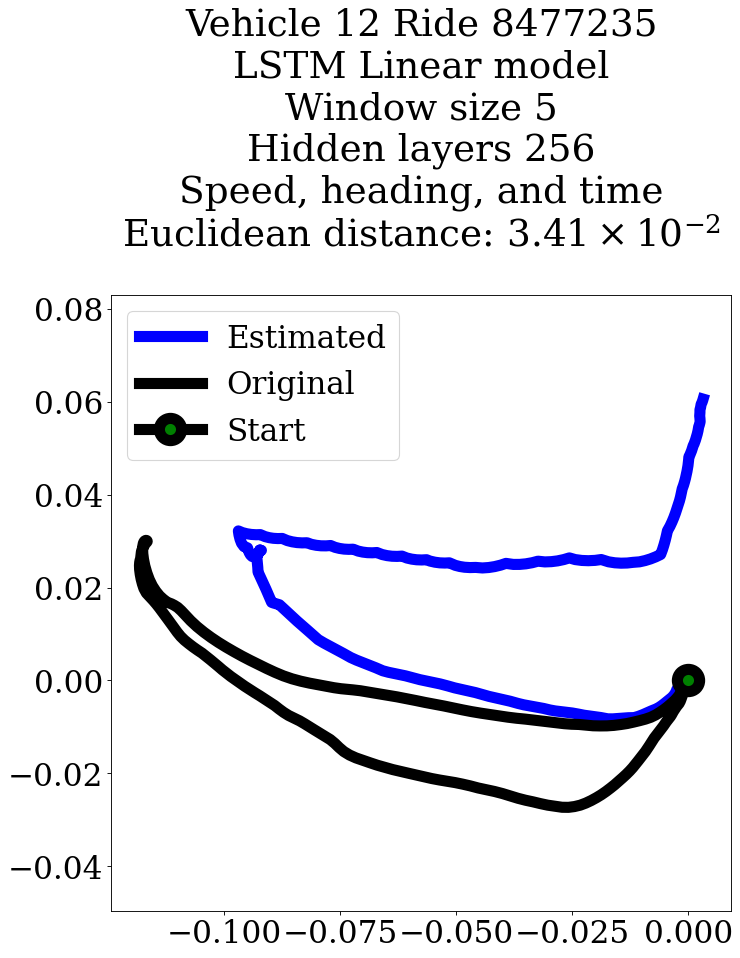 Vehicle 12 Ride 8477235
LSTM Linear model
Window size 5
Hidden layers 256
Speed, heading, and time
Euclidean distance: 3.41 × 10⁻²
0.08
Estimated
0.06
Original
Start
0.04
0.02
0.00
−0.02
−0.04
−0.100 −0.075 −0.050 −0.025 0.000